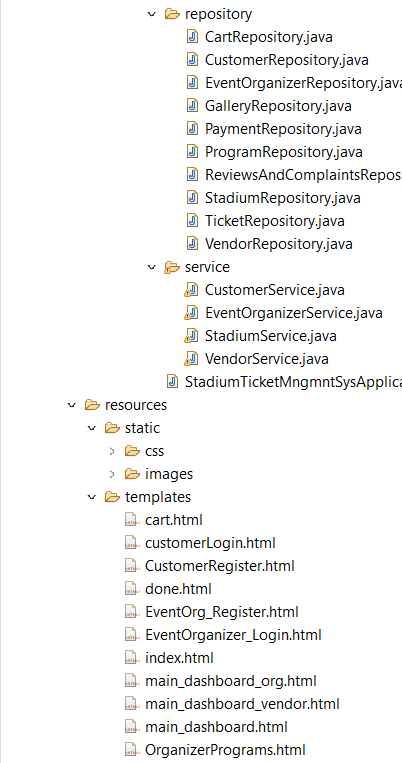 repository
CartRepository.java
CustomerRepository.java
EventOrganizerRepository.java
GalleryRepository.java
PaymentRepository.java
ProgramRepository.java
ReviewsAndComplaintsRepos
StadiumRepository.java
TicketRepository.java
VendorRepository.java
service
CustomerService.java
EventOrganizerService.java
StadiumService.java
VendorService.java
StadiumTicketMngmntSysApplica
resources
static
css
images
templates
cart.html
customerLogin.html
CustomerRegister.html
done.html
EventOrg_Register.html
EventOrganizer_Login.html
index.html
main_dashboard_org.html
main_dashboard_vendor.html
main_dashboard.html
OrganizerPrograms.html